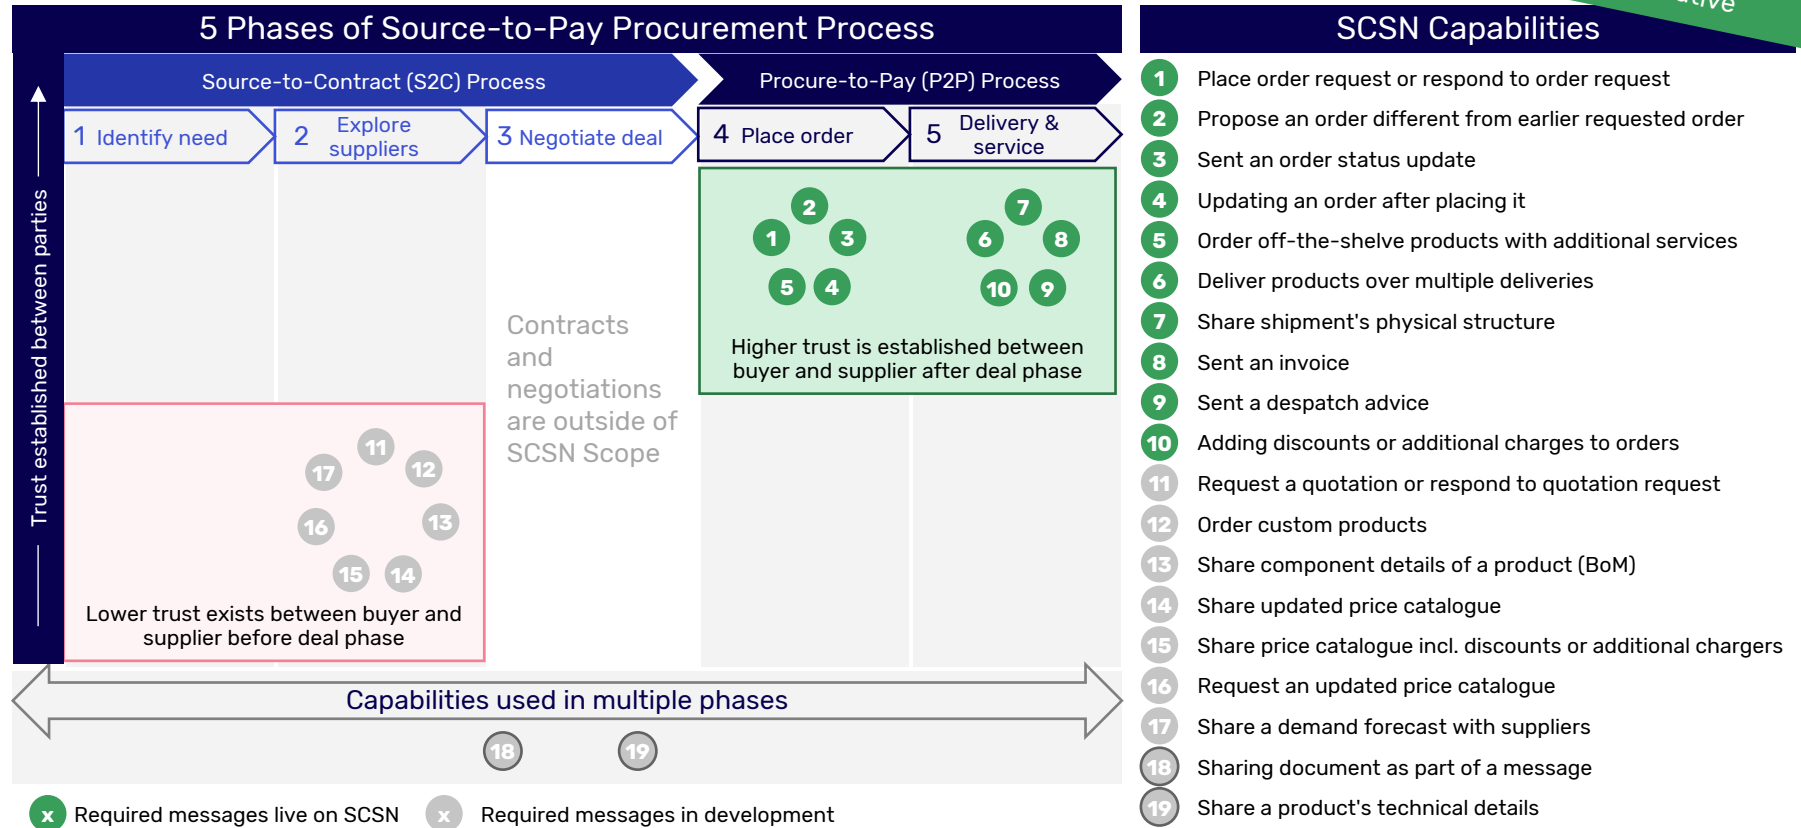 5 Phases of Source-to-Pay Procurement Process
Source-to-Contract (S2C) Process
Procure-to-Pay (P2P) Process
1 Identify need
2 Explore
suppliers
3 Negotiate deal
4 Place order
5 Delivery &
service
Trust established between parties
2
1
3
5
4
7
6
8
10
9
Higher trust is established between
buyer and supplier after deal phase
Contracts
and
negotiations
are outside of
SCSN Scope
11
17
12
16
13
15
14
Lower trust exists between buyer and
supplier before deal phase
Capabilities used in multiple phases
18
19
x Required messages live on SCSN
x Required messages in development
SCSN Capabilities
1 Place order request or respond to order request
2 Propose an order different from earlier requested order
3 Sent an order status update
4 Updating an order after placing it
5 Order off-the-shelve products with additional services
6 Deliver products over multiple deliveries
7 Share shipment's physical structure
8 Sent an invoice
9 Sent a despatch advice
10 Adding discounts or additional charges to orders
11 Request a quotation or respond to quotation request
12 Order custom products
13 Share component details of a product (BoM)
14 Share updated price catalogue
15 Share price catalogue incl. discounts or additional chargers
16 Request an updated price catalogue
17 Share a demand forecast with suppliers
18 Sharing document as part of a message
19 Share a product's technical details